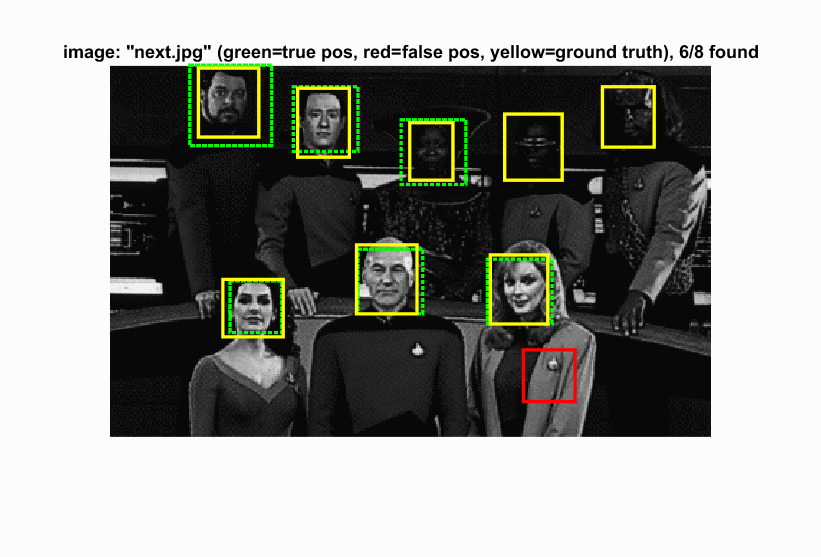 image: "next.jpg" (green=true pos, red=false pos, yellow=ground truth), 6/8 found